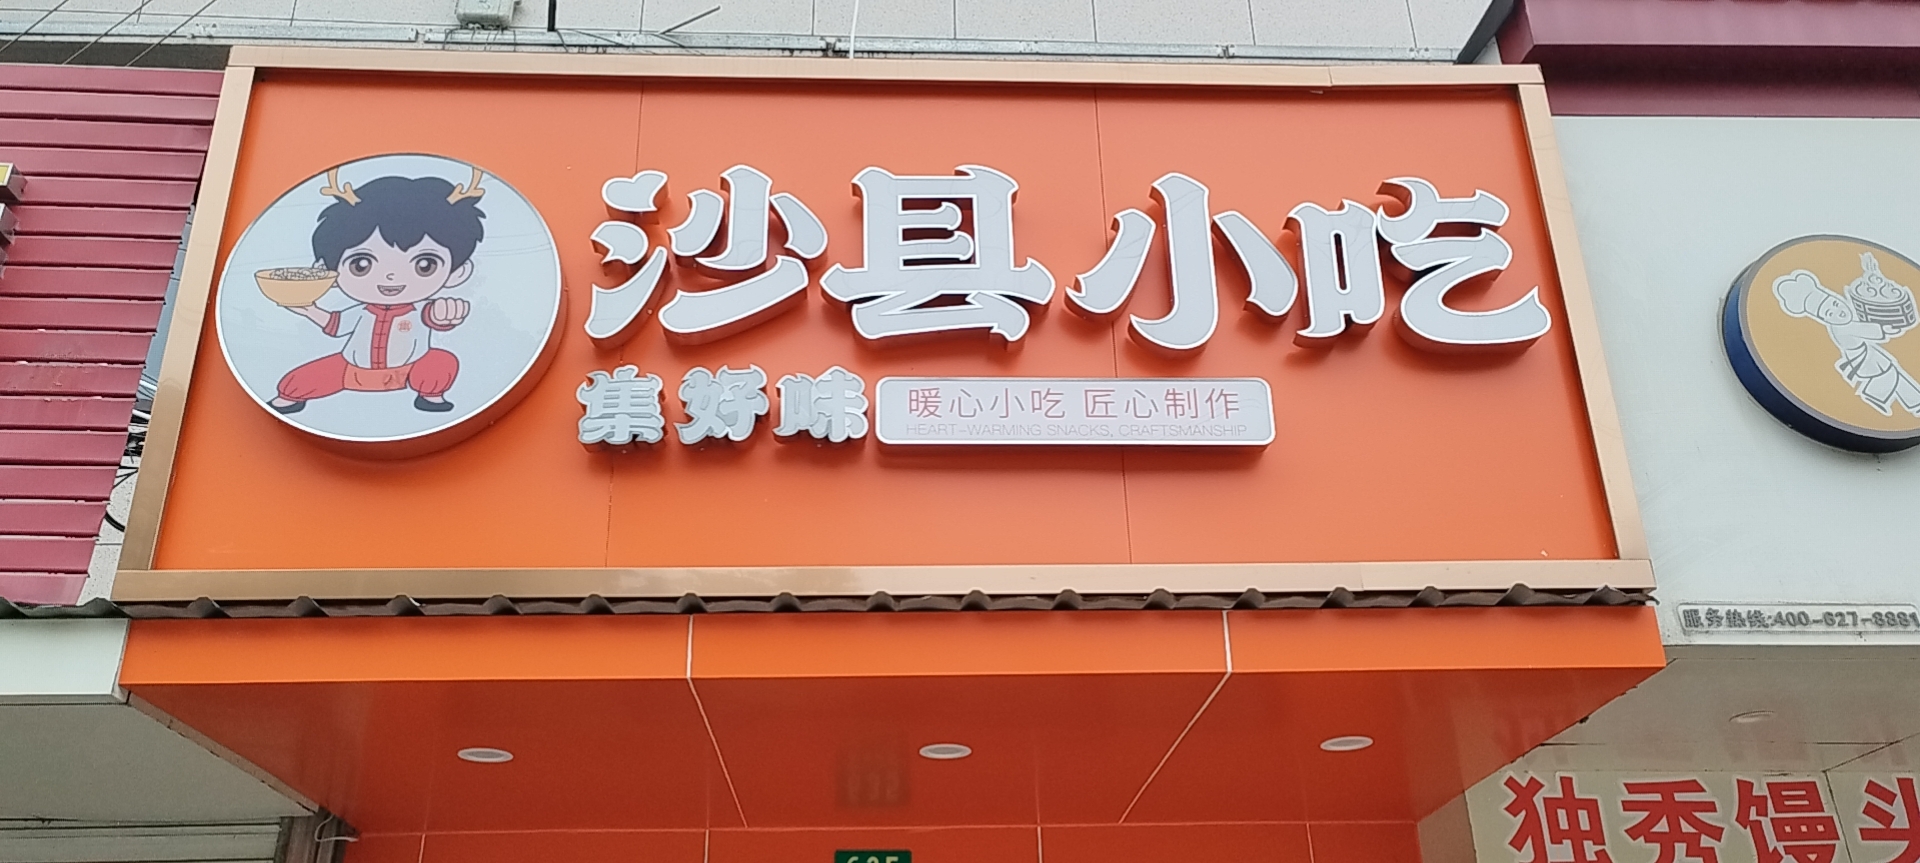 沙县小吃
集好味
暖心小吃 匠心制作
HEART-WARMING SNACKS, CRAFTSMANSHIP
服务热线:400-627-8881
独秀馒头